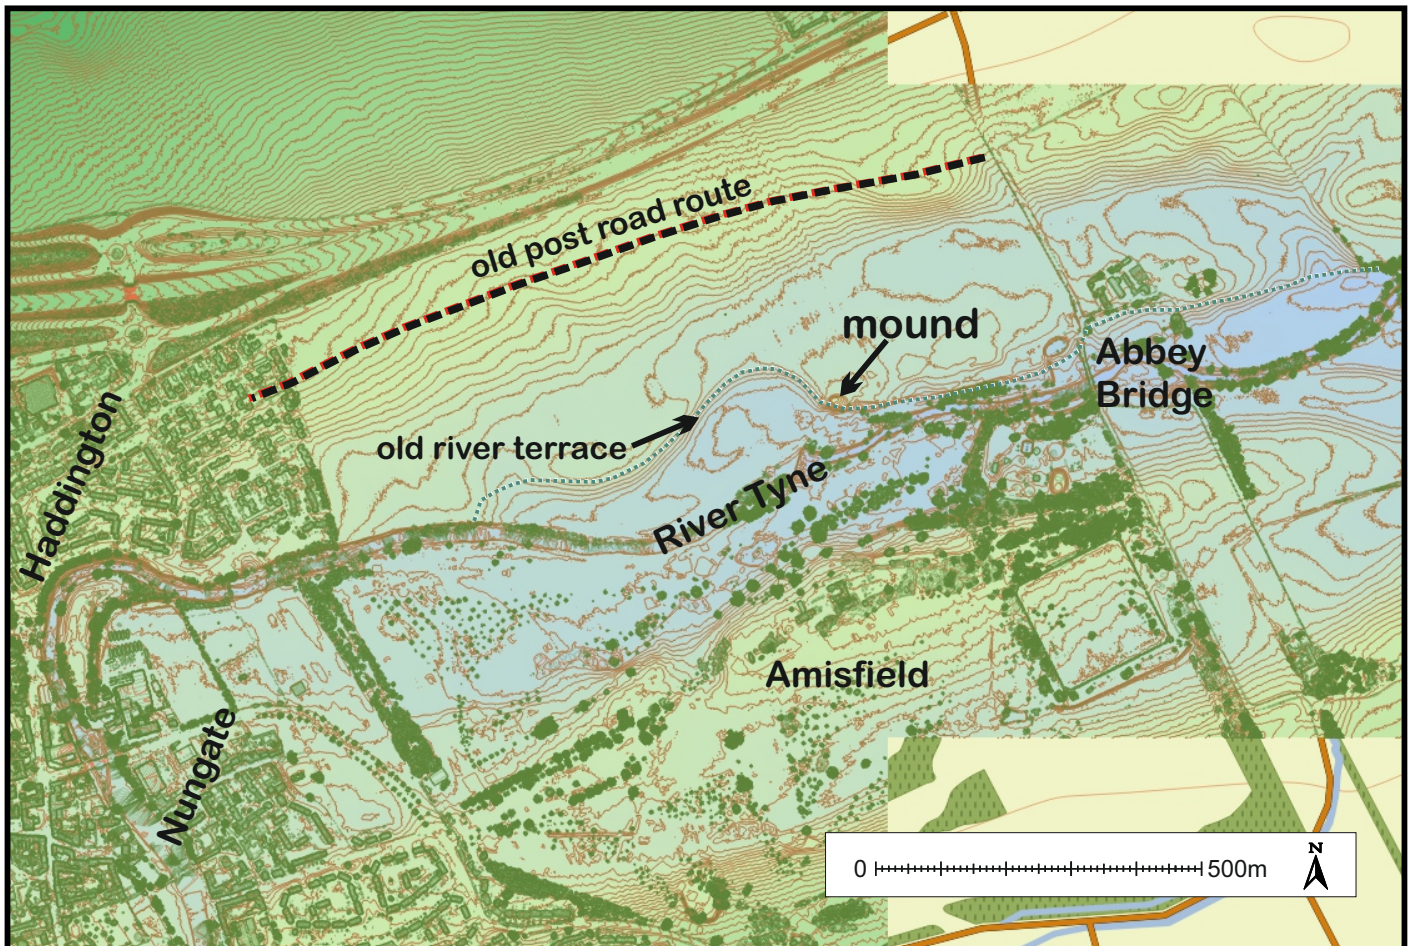 old post road route
mound
Abbey
Bridge
old river terrace
Haddington
River Tyne
Amisfield
Nungate
0 500m
N